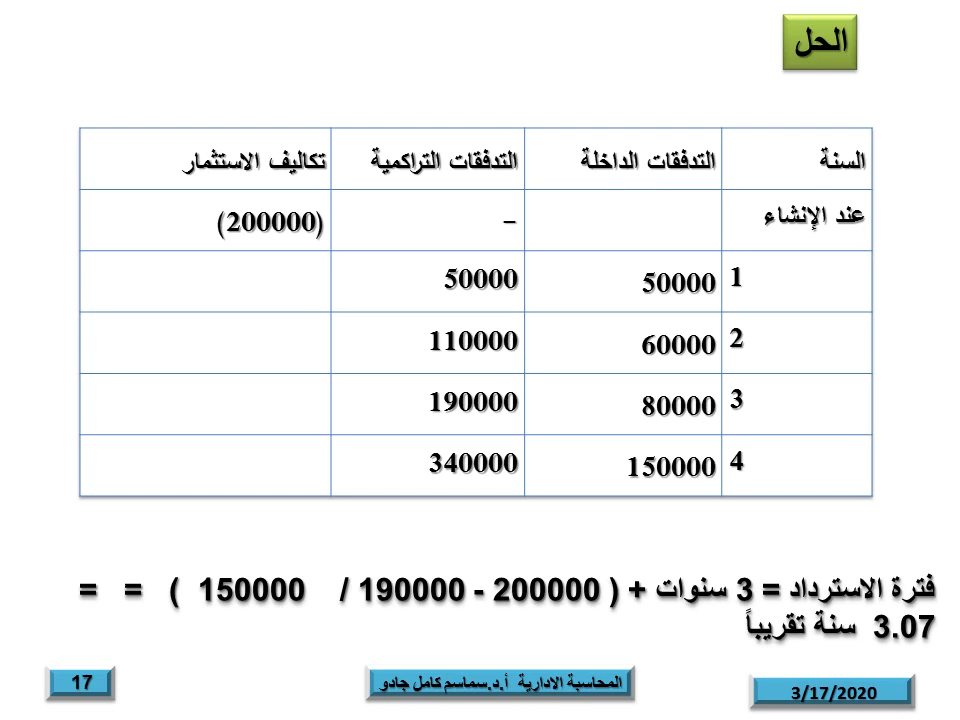 الحل
السنة التدفقات الداخلة التدفقات التراكمية تكاليف الاستثمار
عند الإنشاء – (200000)
1 50000 50000
2 60000 110000
3 80000 190000
4 150000 340000
فترة الاسترداد = 3 سنوات + ( 200000 - 190000 / 150000 ) = =
3.07 سنة تقريباً
3/17/2020 المحاسبة الادارية أ.د.سماسم كامل جادو 17